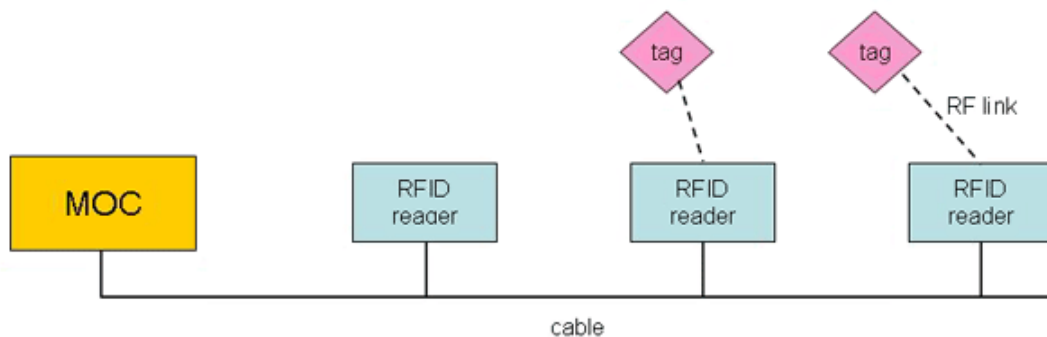 tag
tag
RF link
MOC
RFID
reader
RFID
reader
RFID
reader
cable